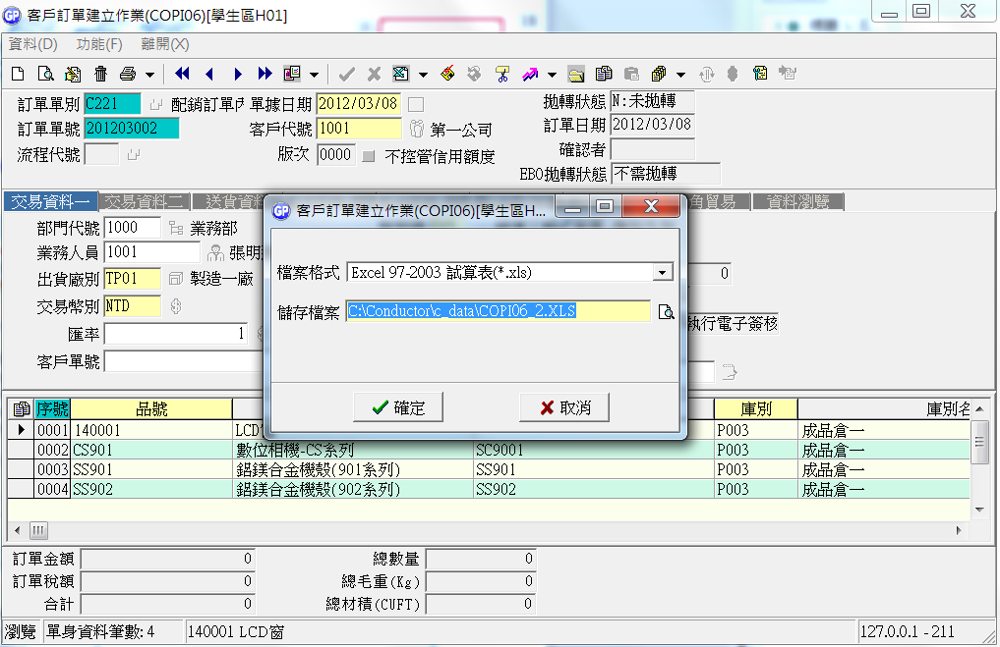 客戶訂單建立作業(COPI06)[學生區H01]
資料(D) 功能(F) 離開(X)
訂單單別 C221 配銷訂單 單據日期 2012/03/08 拋轉狀態 N:未拋轉
訂單單號 201203002 客戶代號 1001 第一公司 訂單日期 2012/03/08
流程代號 版次 0000 不控管信用額度 確認者
EBO拋轉狀態 不需拋轉
交易資料一 交易資料二 送貨資料 角貿易 資料瀏覽
部門代號 1000 業務部
業務人員 1001 張明
出貨廠別 TP01 製造一廠 0
交易幣別 NTD
匯率 1 執行電子簽核
客戶單號
客戶訂單建立作業(COPI06)[學生區H...
檔案格式 Excel 97-2003 試算表(*.xls)
儲存檔案 C:\Conductor\c_data\COPI06_2.XLS
確定 取消
序號 品號 庫別 庫別名
0001 140001 LCD P003 成品倉一
0002 CS901 數位相機-CS系列 SC9001 P003 成品倉一
0003 SS901 鋁鎂合金機殼(901系列) SS901 P003 成品倉一
0004 SS902 鋁鎂合金機殼(902系列) SS902 P003 成品倉一
訂單金額 0 總數量 0
訂單稅額 0 總毛重(Kg) 0
合計 0 總材積(CUFT) 0
瀏覽 單身資料筆數: 4 140001 LCD窗 127.0.0.1 - 211